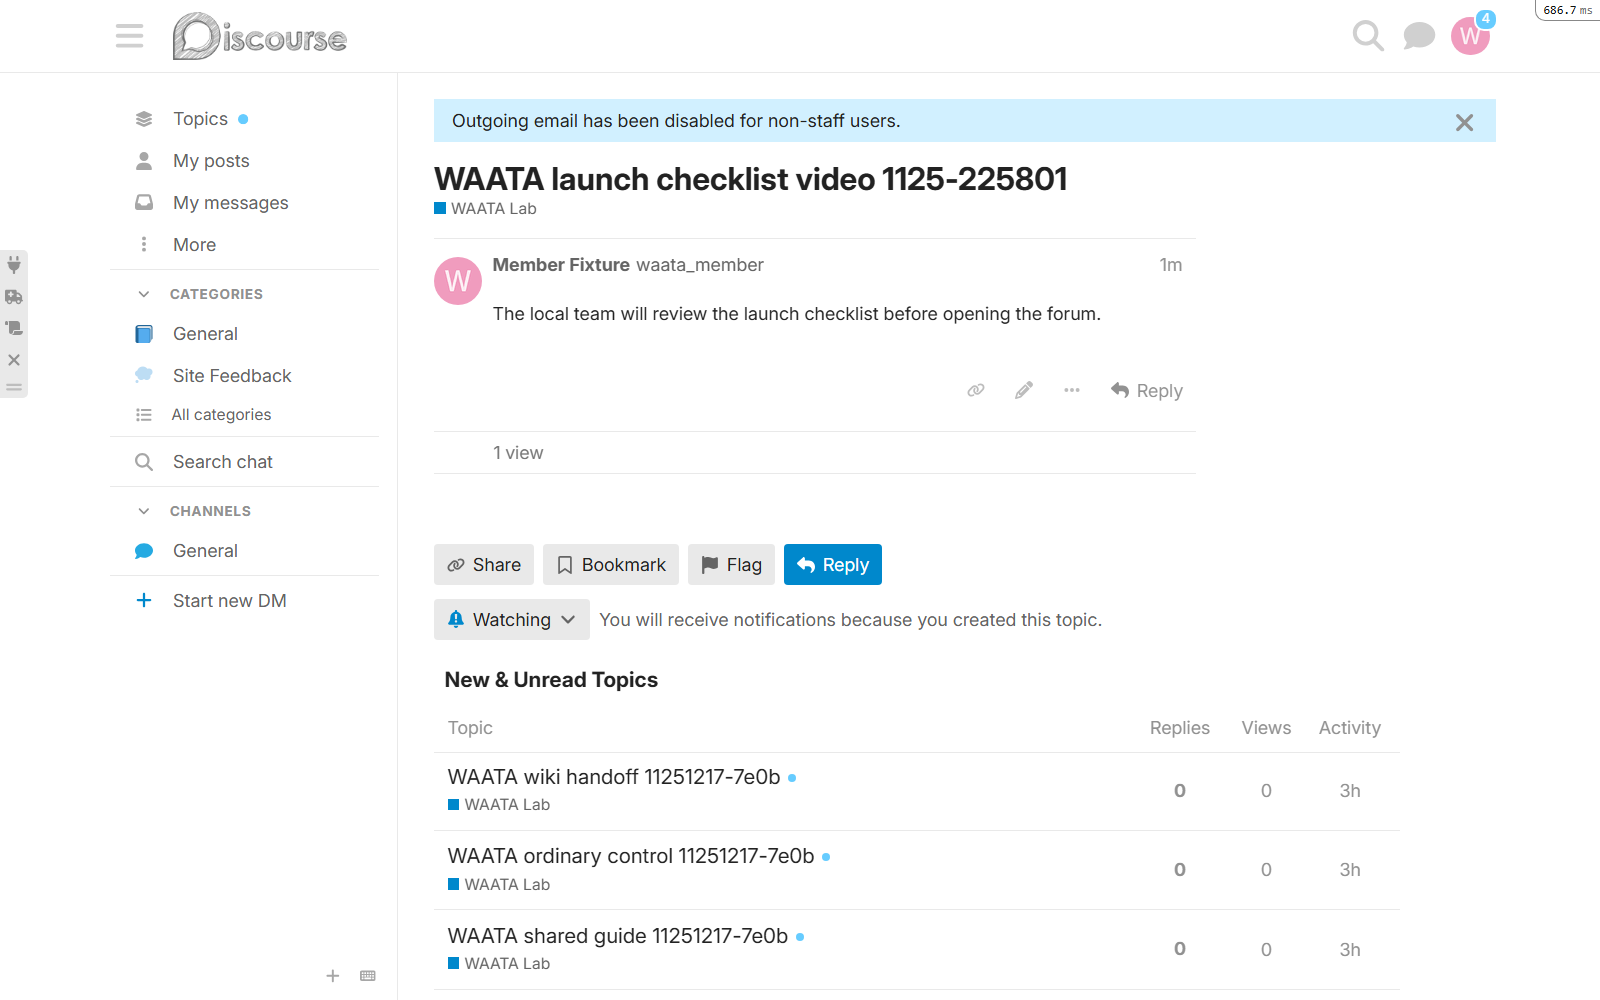 Discourse
4
W
686.7 ms
Topics
My posts
My messages
More
CATEGORIES
General
Site Feedback
All categories
Search chat
CHANNELS
General
Start new DM
Outgoing email has been disabled for non-staff users.
WAATA launch checklist video 1125-225801
WAATA Lab
W
Member Fixture waata_member 1m
The local team will review the launch checklist before opening the forum.
Reply
1 view
Share Bookmark Flag Reply
Watching You will receive notifications because you created this topic.
New & Unread Topics
Topic Replies Views Activity
WAATA wiki handoff 11251217-7e0b
WAATA Lab
0 0 3h
WAATA ordinary control 11251217-7e0b
WAATA Lab
0 0 3h
WAATA shared guide 11251217-7e0b
WAATA Lab
0 0 3h